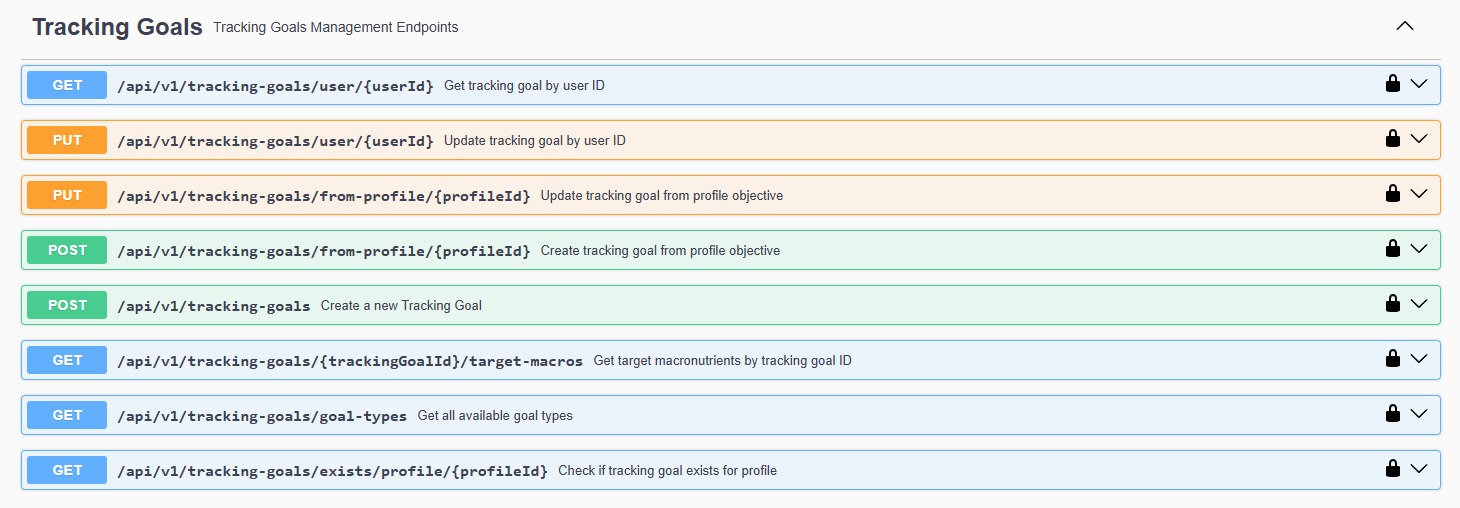 Tracking Goals Tracking Goals Management Endpoints
GET /api/v1/tracking-goals/user/{userId} Get tracking goal by user ID
PUT /api/v1/tracking-goals/user/{userId} Update tracking goal by user ID
PUT /api/v1/tracking-goals/from-profile/{profileId} Update tracking goal from profile objective
POST /api/v1/tracking-goals/from-profile/{profileId} Create tracking goal from profile objective
POST /api/v1/tracking-goals Create a new Tracking Goal
GET /api/v1/tracking-goals/{trackingGoalId}/target-macros Get target macronutrients by tracking goal ID
GET /api/v1/tracking-goals/goal-types Get all available goal types
GET /api/v1/tracking-goals/exists/profile/{profileId} Check if tracking goal exists for profile